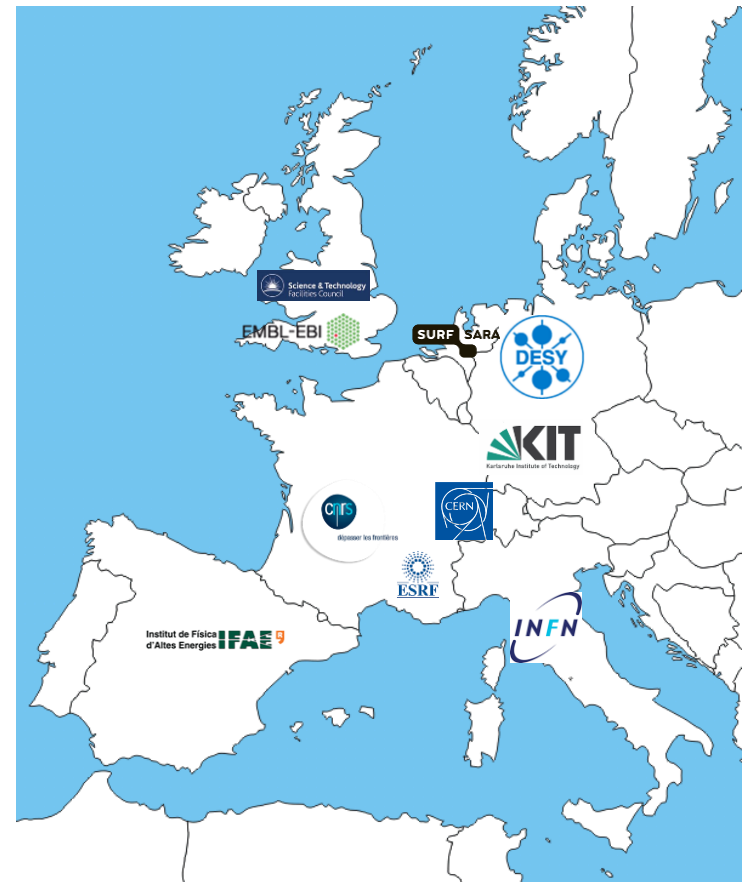 Science & Technology
Facilities Council
EMBL-EBI
SURF SARA
DESY
KIT
Karlsruhe Institute of Technology
cnrs
dépasser les frontières
CERN
ESRF
INFN
Institut de Física
d'Altes Energies IFAE